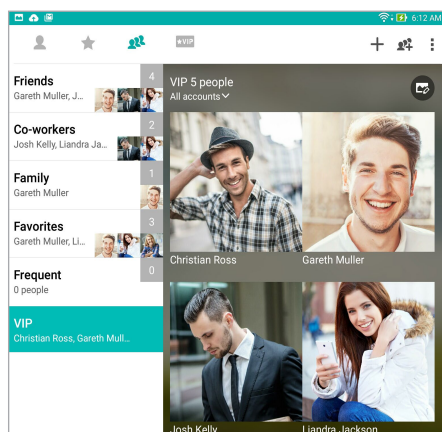 6:12 AM
★VIP
Friends
4
Gareth Muller, J...
Co-workers
2
Josh Kelly, Liandra Ja...
Family
1
Gareth Muller
Favorites
3
Gareth Muller, Li...
Frequent
0
0 people
VIP
Christian Ross, Gareth Mull...
VIP 5 people
All accounts
Christian Ross
Gareth Muller
Josh Kelly
Liandra Jackson